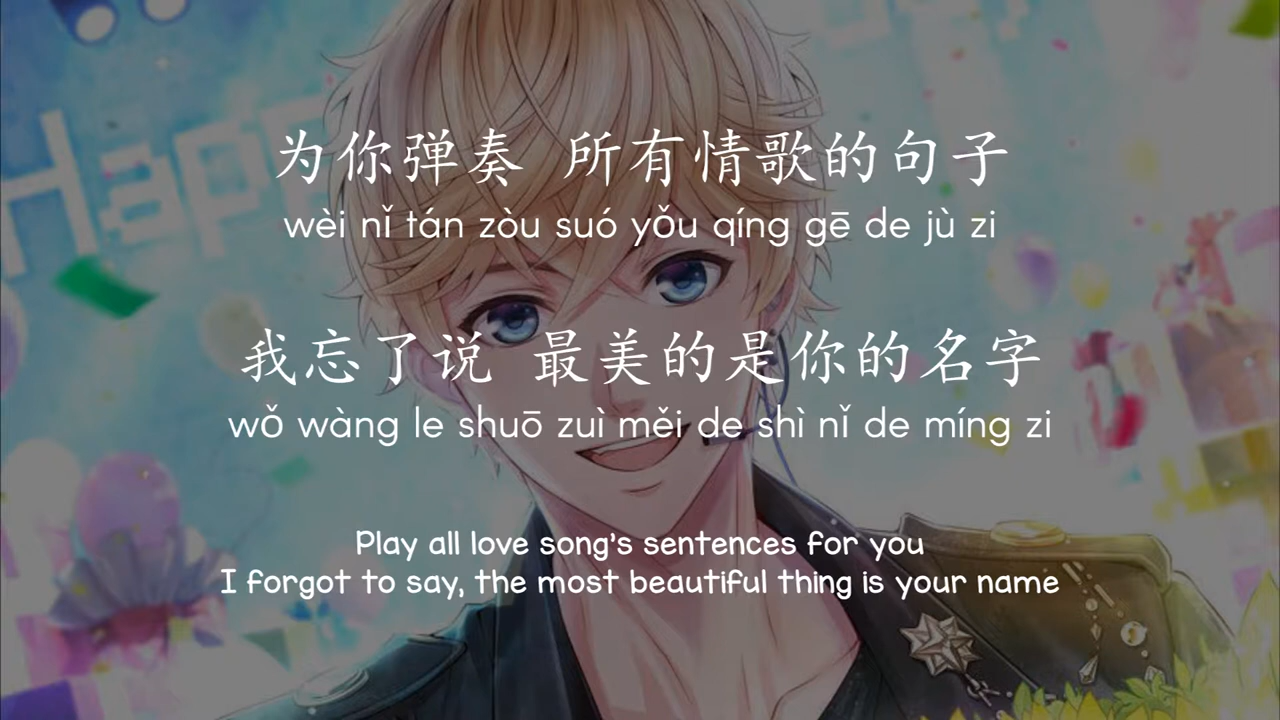 Happ
为你弹奏 所有情歌的句子
wèi nǐ tán zòu suó yǒu qíng gē de jù zi
我忘了说 最美的是你的名字
wǒ wàng le shuō zuì měi de shì nǐ de míng zi
Play all love song's sentences for you
I forgot to say, the most beautiful thing is your name